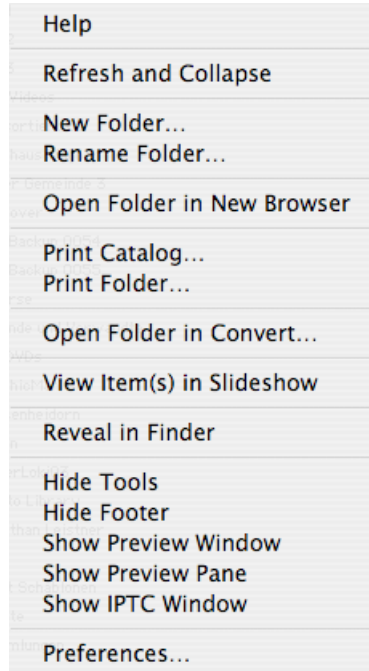 Help
Refresh and Collapse
New Folder...
Rename Folder...
Open Folder in New Browser
Print Catalog...
Print Folder...
Open Folder in Convert...
View Item(s) in Slideshow
Reveal in Finder
Hide Tools
Hide Footer
Show Preview Window
Show Preview Pane
Show IPTC Window
Preferences...